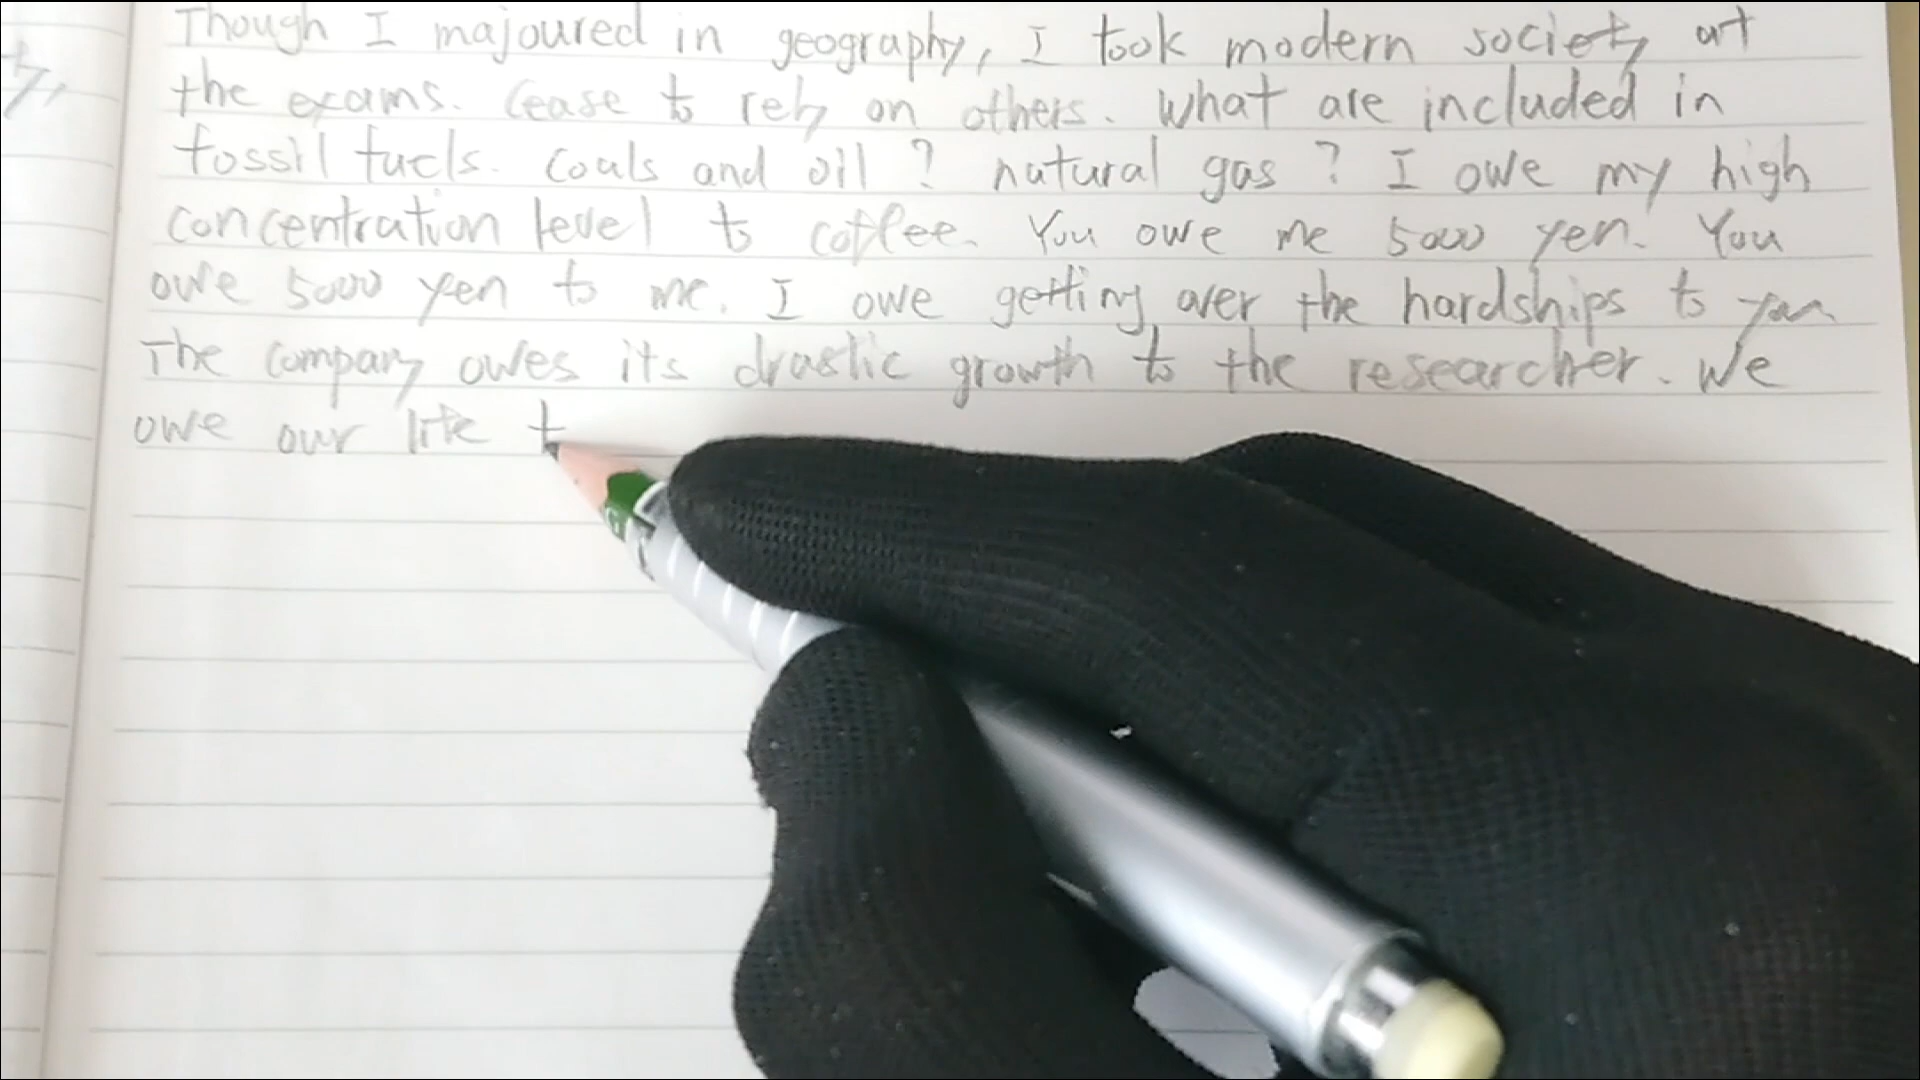 Though I majoured in geography, I took modern society at
the exams. Cease to rely on others. What are included in
fossil fuels. Coals and oil ? natural gas ? I owe my high
concentration level to coffee. You owe me 5000 yen. You
owe 5000 yen to me. I owe getting over the hardships to you.
The company owes its drastic growth to the researcher. We
owe our life t